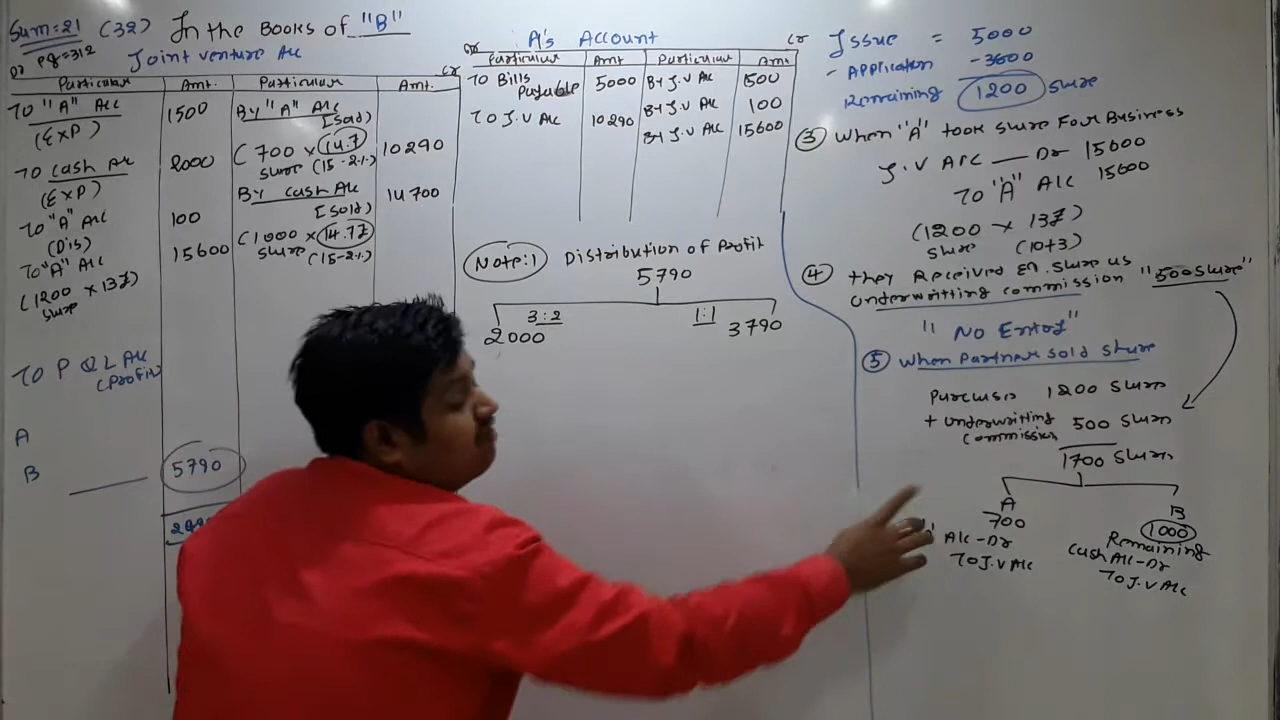 Sum=21 (32) In the Books of "B"
Pg=312 Joint venture A/c
Dr
Cr
Particular Amt. Particular Amt.
To "A" A/c 1500 By "A" A/c
(Exp) [Sold]
(700 × 14.7 10290
Share (15-2%)
To cash A/c 2000
(Exp) By cash A/c 14700
[Sold]
To "A" A/c 100
(Dis) (1000 × 14.7/-
Share (15-2%)
To "A" A/c 15600
(1200 × 13/-)
Share
To P & L A/c
(Profit)
A
B 5790
A's Account
Dr
Cr
Particular Amt Particular Amt.
To Bills 5000 By J.V A/c 1500
Payable
By J.V A/c 100
To J.V A/c 10290
By J.V A/c 15600
Note:1 Distribution of Profit
5790
3:2 1:1
2000 3790
Issue = 5000
- Application -3800
Remaining 1200 Share
③ When "A" took share for Business
J.V A/c — Dr 15600
To "A" A/c 15600
(1200 × 13/-)
Share (10+3)
④ They Received En. Share us
underwritting commission "500 Share"
"No Entry"
⑤ When Partner sold share
Purchase 1200 Share
+ underwritting 500 Share
commission
1700 Share
A B
700 1000
Remaining
A/c - Dr
To J.V A/c
Cash A/c - Dr
To J.V A/c